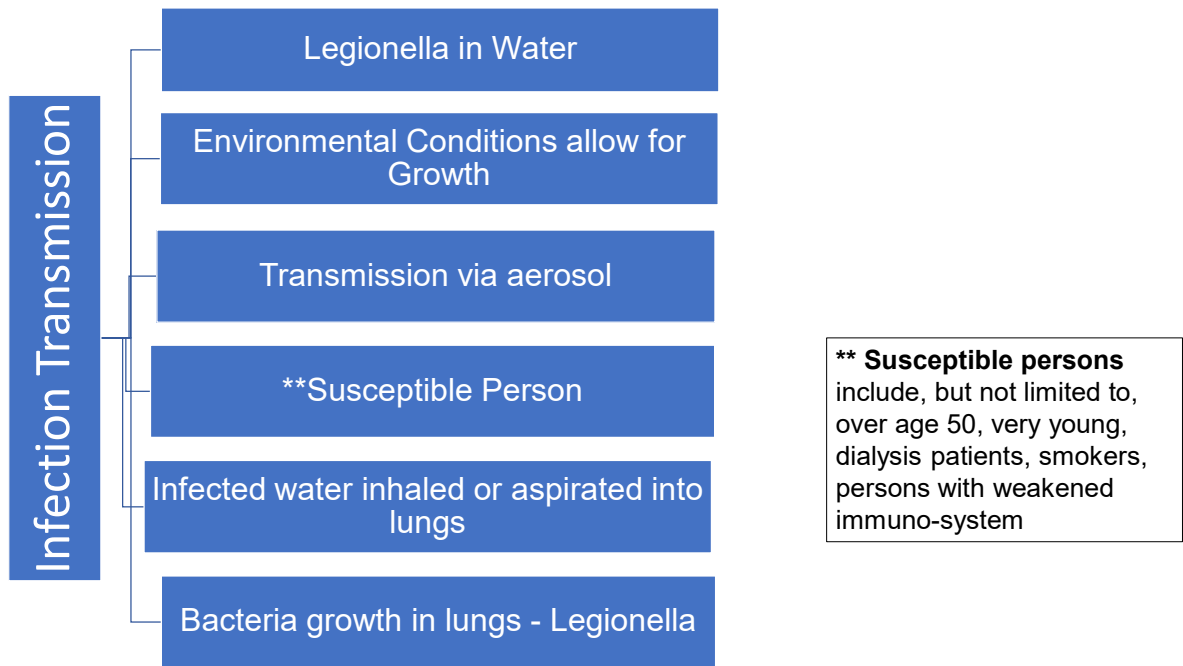 Infection Transmission
Legionella in Water
Environmental Conditions allow for
Growth
Transmission via aerosol
**Susceptible Person
Infected water inhaled or aspirated into
lungs
Bacteria growth in lungs - Legionella
** Susceptible persons
include, but not limited to,
over age 50, very young,
dialysis patients, smokers,
persons with weakened
immuno-system